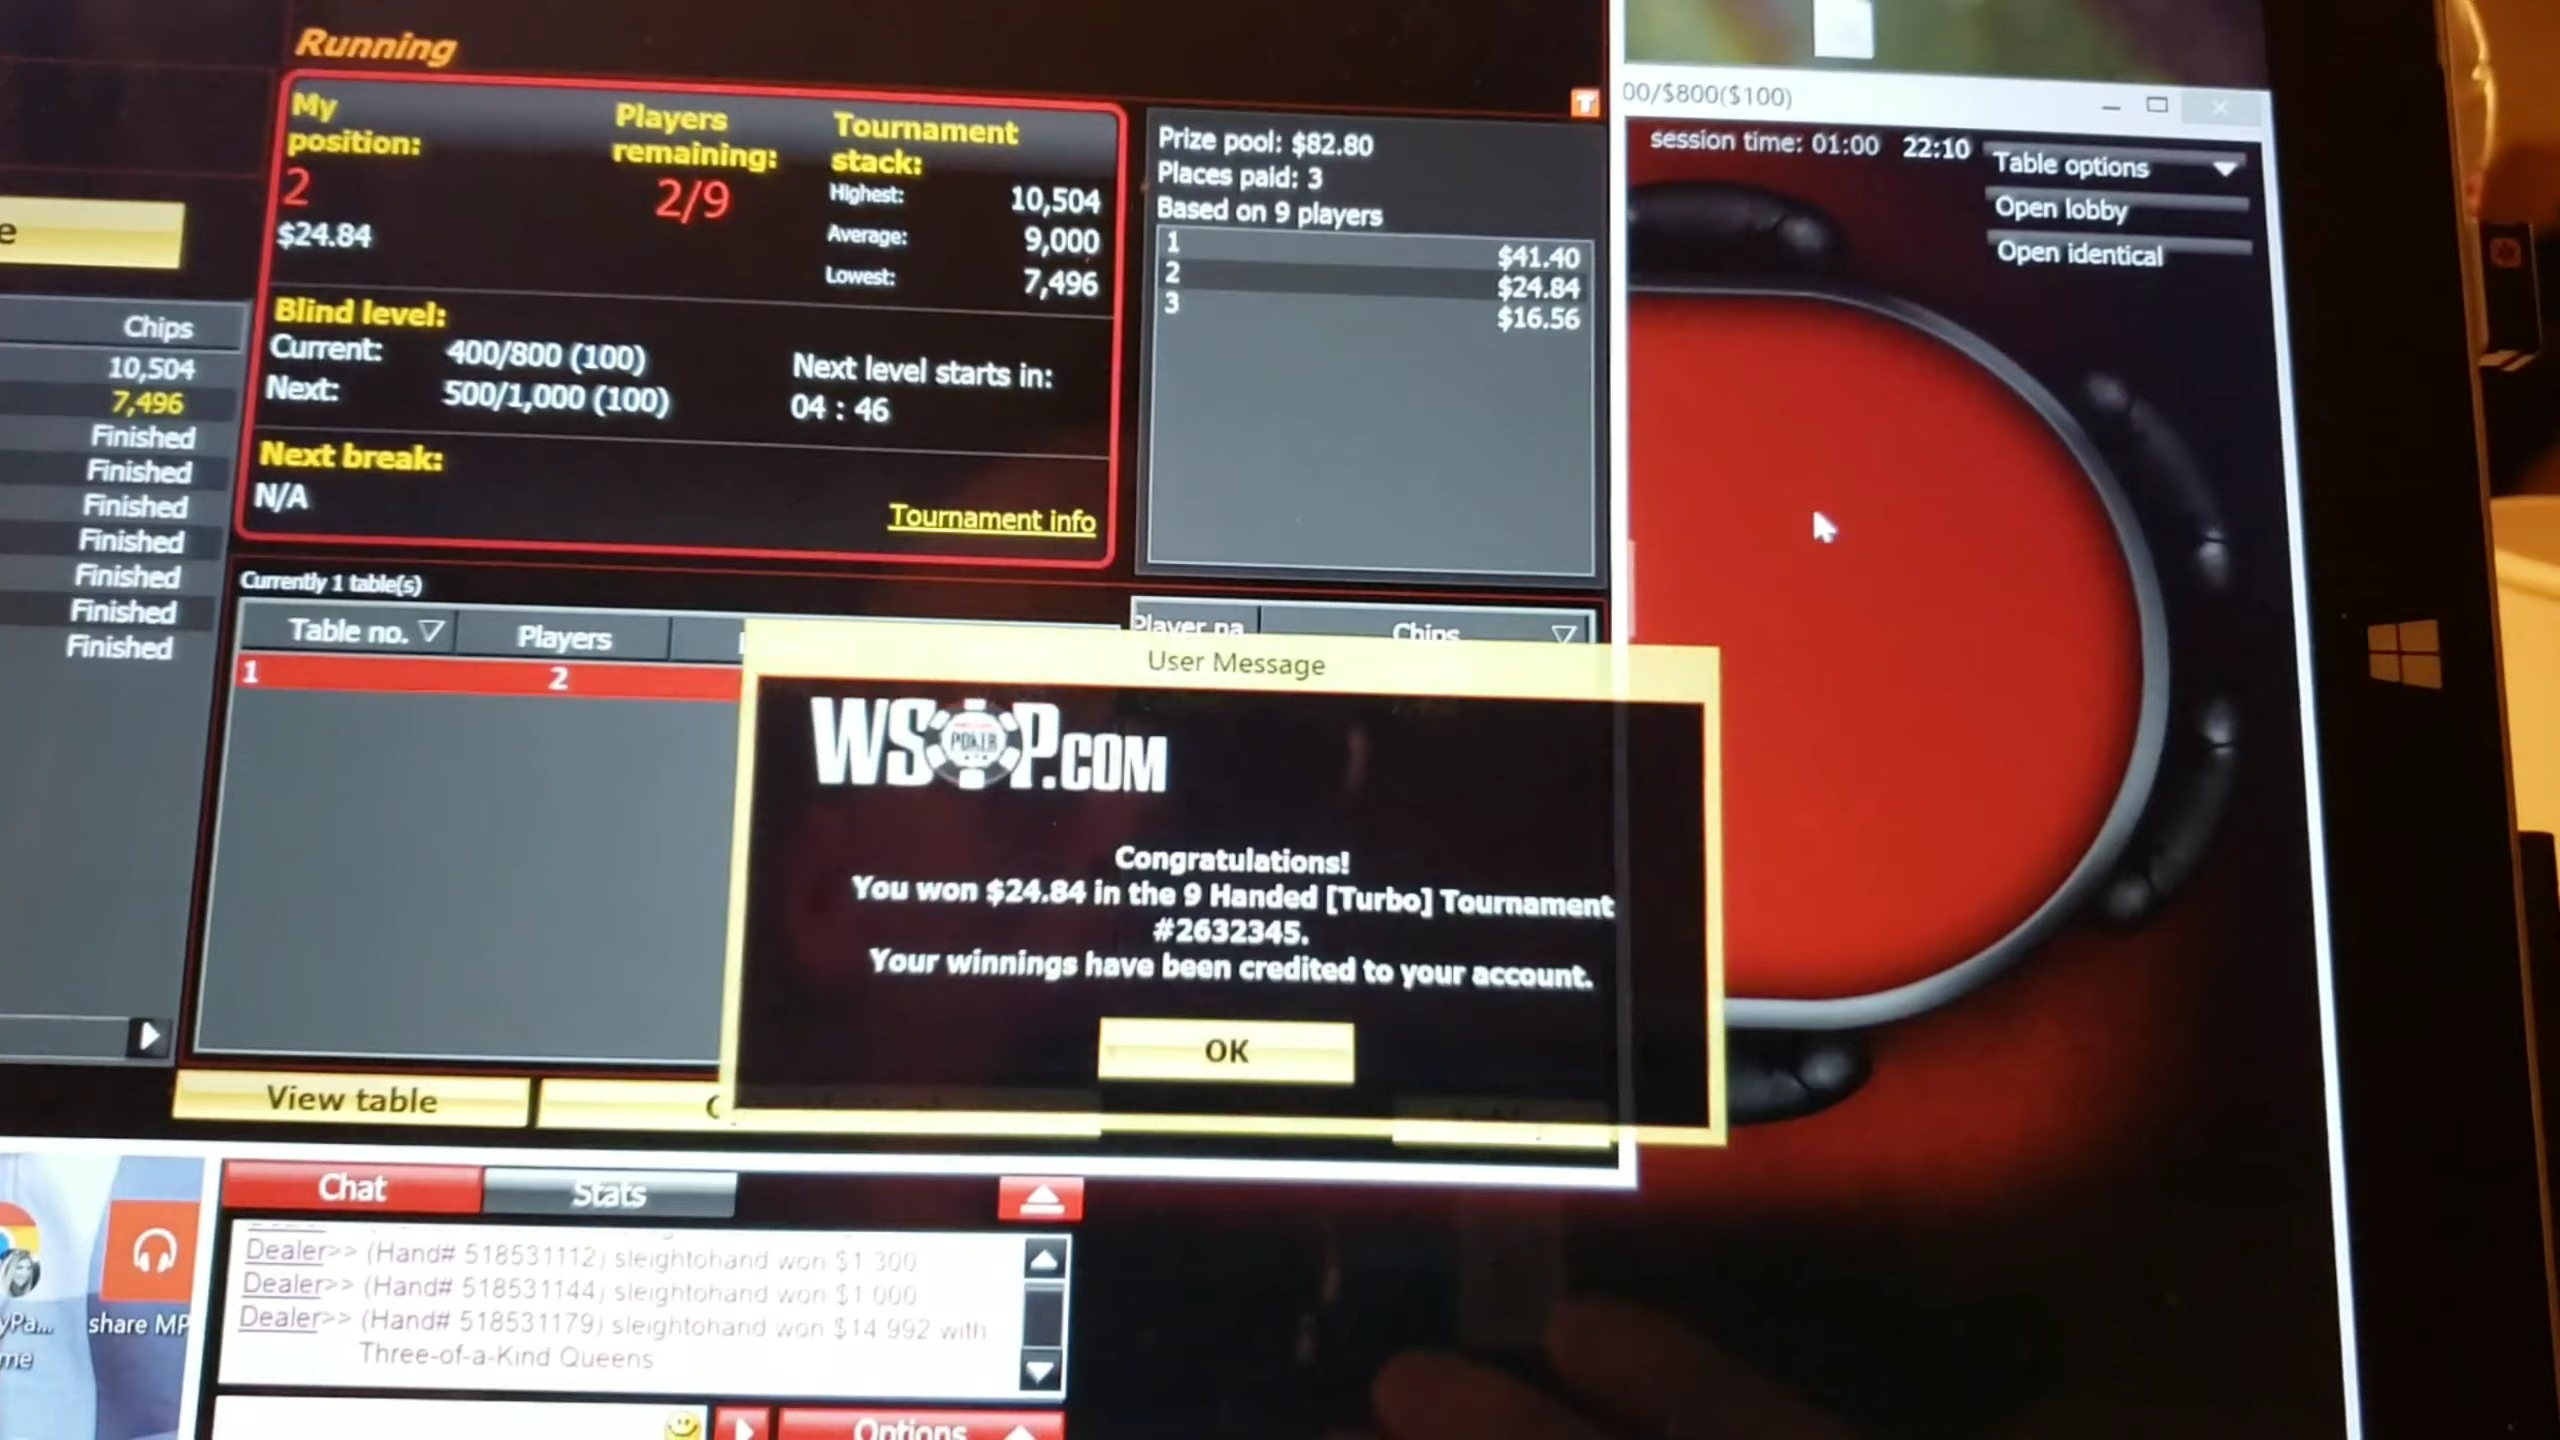 Running
My position:
2
$24.84
Players remaining:
2/9
Tournament stack:
Highest: 10,504
Average: 9,000
Lowest: 7,496
Blind level:
Current: 400/800 (100)
Next: 500/1,000 (100)
Next level starts in:
04 : 46
Next break:
N/A
Tournament info
T
Prize pool: $82.80
Places paid: 3
Based on 9 players
1 $41.40
2 $24.84
3 $16.56
00/$800($100)
session time: 01:00 22:10
Table options
Open lobby
Open identical
e
Chips
10,504
7,496
Finished
Finished
Finished
Finished
Finished
Finished
Finished
Currently 1 table(s)
Table no. Players
1 2
Player na Chips
User Message
WSOP.COM
POKER
Congratulations!
You won $24.84 in the 9 Handed [Turbo] Tournament
#2632345.
Your winnings have been credited to your account.
OK
View table
Chat Stats
Dealer>> (Hand# 518531112) sleightohand won $1 300
Dealer>> (Hand# 518531144) sleightohand won $1 000
Dealer>> (Hand# 518531179) sleightohand won $14 992 with
Three-of-a-Kind Queens
Options
yPa...
me
share MP